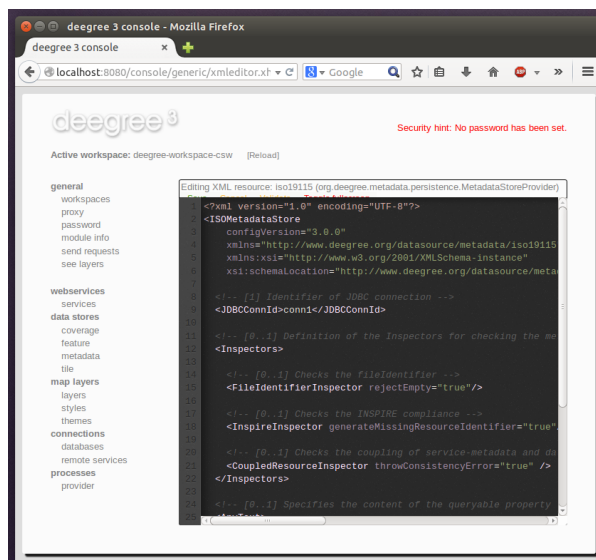 deegree 3 console - Mozilla Firefox
deegree 3 console
localhost:8080/console/generic/xmleditor.xh
Google
ABP
deegree 3
Security hint: No password has been set.
Active workspace: deegree-workspace-csw [Reload]
general
workspaces
proxy
password
module info
send requests
see layers
webservices
services
data stores
coverage
feature
metadata
tile
map layers
layers
styles
themes
connections
databases
remote services
processes
provider
Editing XML resource: iso19115 (org.deegree.metadata.persistence.MetadataStoreProvider)
1 <?xml version="1.0" encoding="UTF-8"?>
2 <ISOMetadataStore
3 configVersion="3.0.0"
4 xmlns="http://www.deegree.org/datasource/metadata/iso19115
5 xmlns:xsi="http://www.w3.org/2001/XMLSchema-instance"
6 xsi:schemaLocation="http://www.deegree.org/datasource/meta
7
8 <!-- [1] Identifier of JDBC connection -->
9 <JDBCConnId>conn1</JDBCConnId>
10
11 <!-- [0..1] Definition of the Inspectors for checking the me
12 <Inspectors>
13
14 <!-- [0..1] Checks the fileIdentifier -->
15 <FileIdentifierInspector rejectEmpty="true"/>
16
17 <!-- [0..1] Checks the INSPIRE compliance -->
18 <InspireInspector generateMissingResourceIdentifier="true"
19
20 <!-- [0..1] Checks the coupling of service-metadata and da
21 <CoupledResourceInspector throwConsistencyError="true" />
22 </Inspectors>
23
24 <!-- [0..1] Specifies the content of the queryable property
25